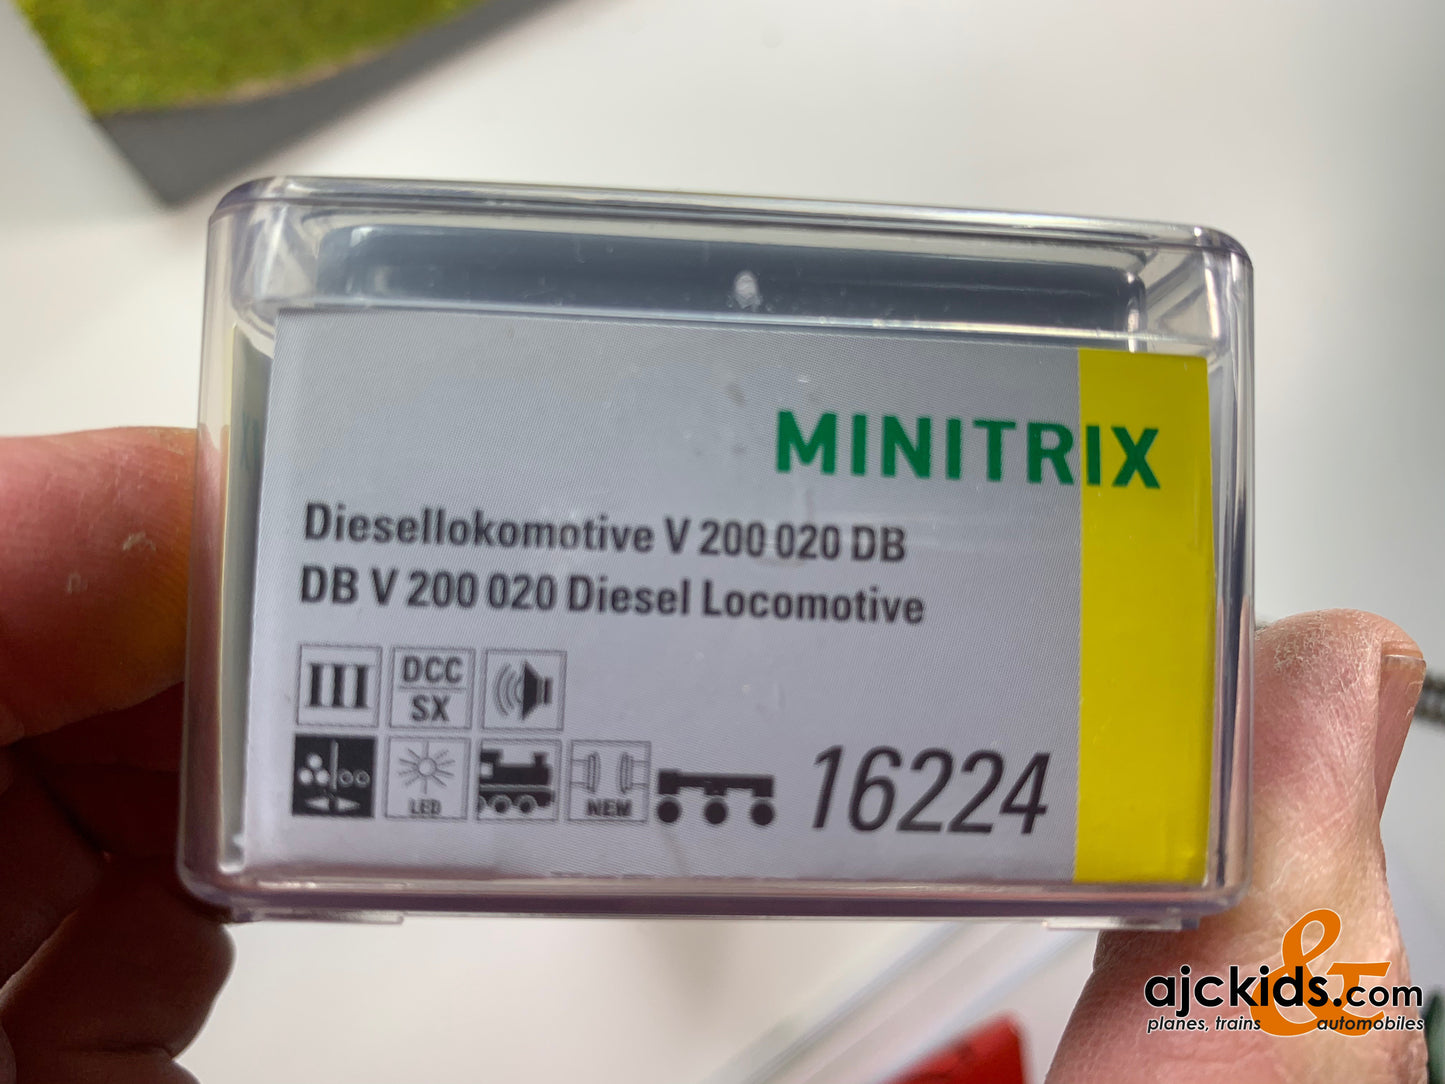 MINITRIX
Diesellokomotive V 200 020 DB
DB V 200 020 Diesel Locomotive
III DCC SX
LED NEM 16224
ajckids.com
planes, trains & automobiles